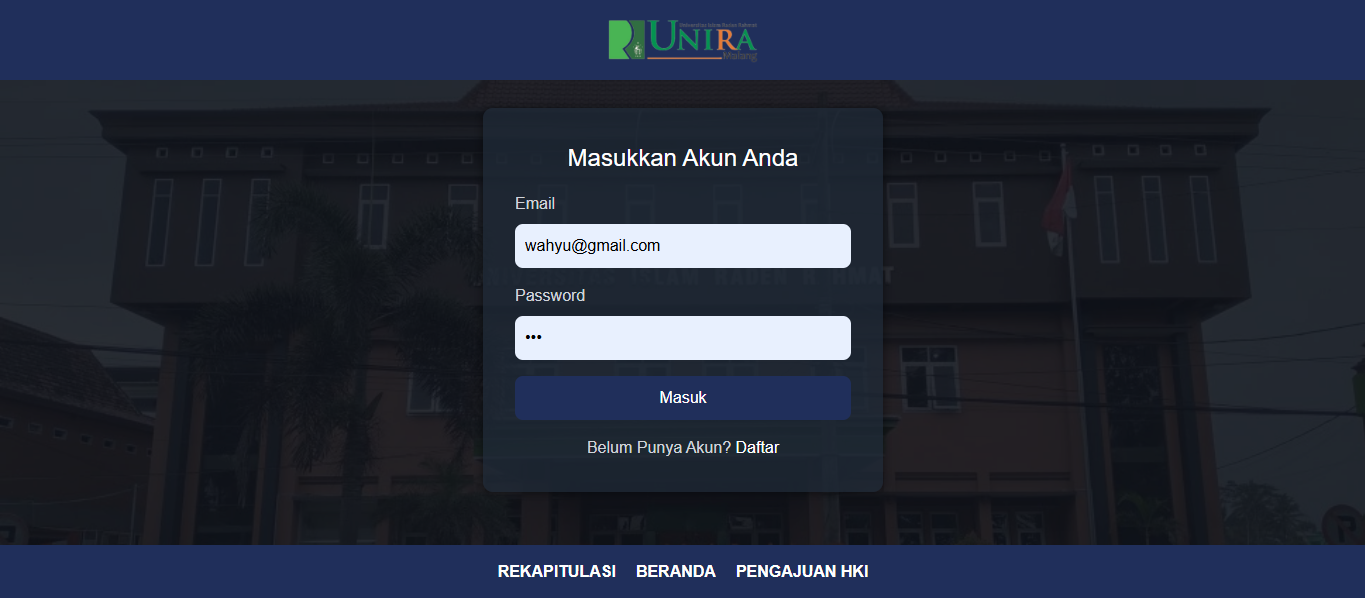 Universitas Islam Raden Rahmat
UNIRA
Malang
Masukkan Akun Anda
Email
wahyu@gmail.com
Password
•••
Masuk
Belum Punya Akun? Daftar
REKAPITULASI BERANDA PENGAJUAN HKI